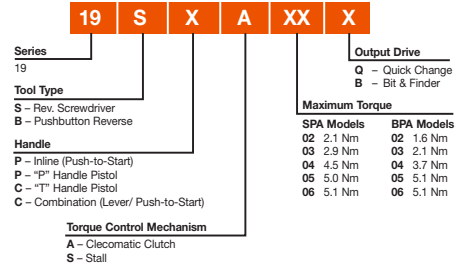 19 S X A XX X
Series
19
Tool Type
S – Rev. Screwdriver
B – Pushbutton Reverse
Handle
P – Inline (Push-to-Start)
P – “P” Handle Pistol
C – “T” Handle Pistol
C – Combination (Lever/ Push-to-Start)
Torque Control Mechanism
A – Clecomatic Clutch
S – Stall
Output Drive
Q – Quick Change
B – Bit & Finder
Maximum Torque
SPA Models BPA Models
02 2.1 Nm 02 1.6 Nm
03 2.9 Nm 03 2.1 Nm
04 4.5 Nm 04 3.7 Nm
05 5.0 Nm 05 5.1 Nm
06 5.1 Nm 06 5.1 Nm